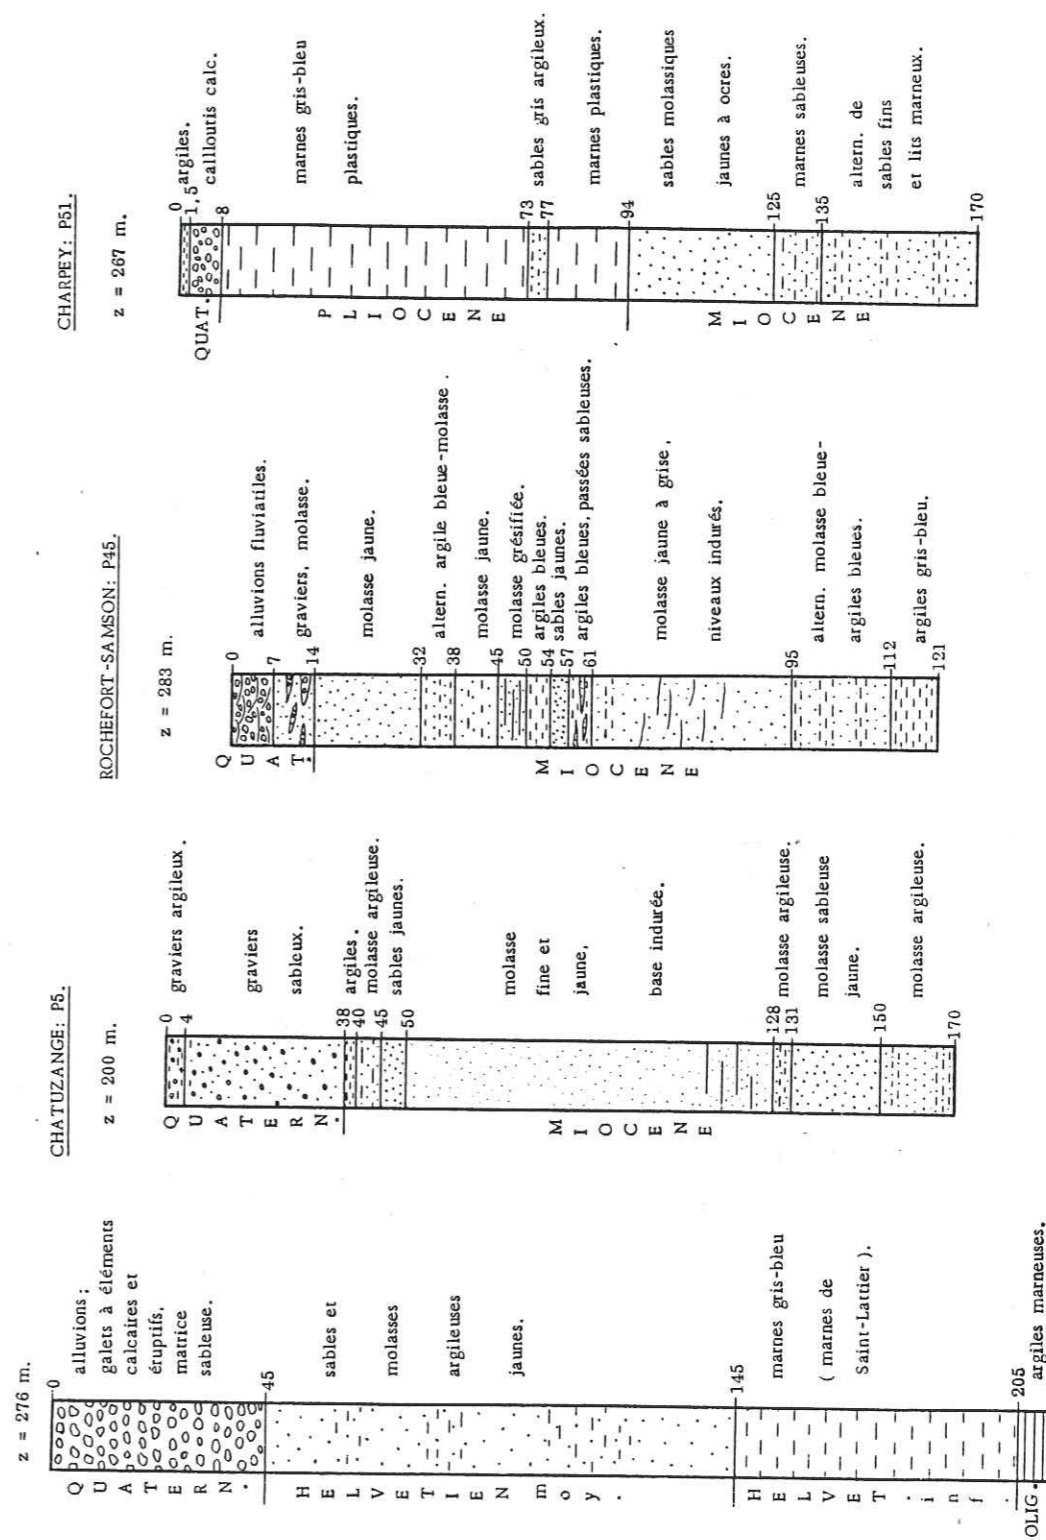 z = 276 m.
QUATERN.
HELVETIEN moy.
HELVET. inf.
OLIG.
0
45
145
205
alluvions;
galets à éléments
calcaires et
éruptifs,
matrice
sableuse.
sables et
molasses
argileuses
jaunes.
marnes gris-bleu
( marnes de
Saint-Lattier ).
argiles marneuses.
CHATUZANGE: P5.
z = 200 m.
QUATERN.
MIOCENE
0
4
38
40
45
50
128
131
150
170
graviers argileux.
graviers
sableux.
argiles.
molasse argileuse.
sables jaunes.
molasse
fine et
jaune,
base indurée.
molasse argileuse.
molasse sableuse
jaune.
molasse argileuse.
ROCHEFORT-SAMSON: P45.
z = 283 m.
QUAT.
MIOCENE
0
7
14
32
38
45
50
54
57
61
95
112
121
alluvions fluviatiles.
graviers, molasse.
molasse jaune.
altern. argile bleue-molasse.
molasse jaune.
molasse grésifiée.
argiles bleues.
sables jaunes.
argiles bleues, passées sableuses.
molasse jaune à grise,
niveaux indurés.
altern. molasse bleue-
argiles bleues.
argiles gris-bleu.
CHARPEY: P51.
z = 267 m.
QUAT.
PLIOCENE
MIOCENE
0
1,5
8
73
77
94
125
135
170
argiles.
cailloutis calc.
marnes gris-bleu
plastiques.
sables gris argileux.
marnes plastiques.
sables molassiques
jaunes à ocres.
marnes sableuses.
altern. de
sables fins
et lits marneux.